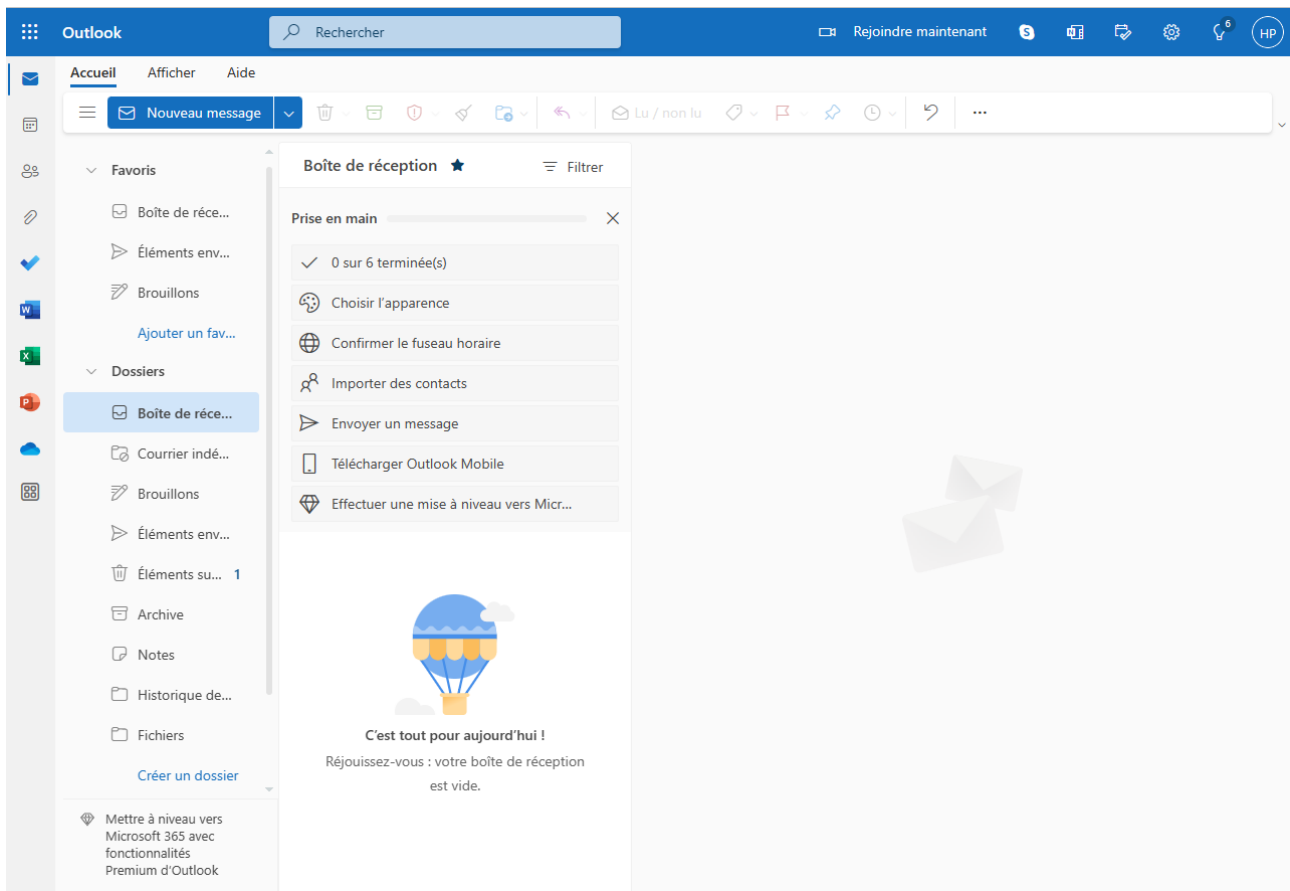 Outlook
Rechercher
Rejoindre maintenant
6
HP
Accueil Afficher Aide
Nouveau message
Lu / non lu
Favoris
Boîte de réce...
Éléments env...
Brouillons
Ajouter un fav...
Dossiers
Boîte de réce...
Courrier indé...
Brouillons
Éléments env...
Éléments su... 1
Archive
Notes
Historique de...
Fichiers
Créer un dossier
Mettre à niveau vers
Microsoft 365 avec
fonctionnalités
Premium d'Outlook
Boîte de réception
Filtrer
Prise en main
0 sur 6 terminée(s)
Choisir l'apparence
Confirmer le fuseau horaire
Importer des contacts
Envoyer un message
Télécharger Outlook Mobile
Effectuer une mise à niveau vers Micr...
C'est tout pour aujourd'hui !
Réjouissez-vous : votre boîte de réception
est vide.